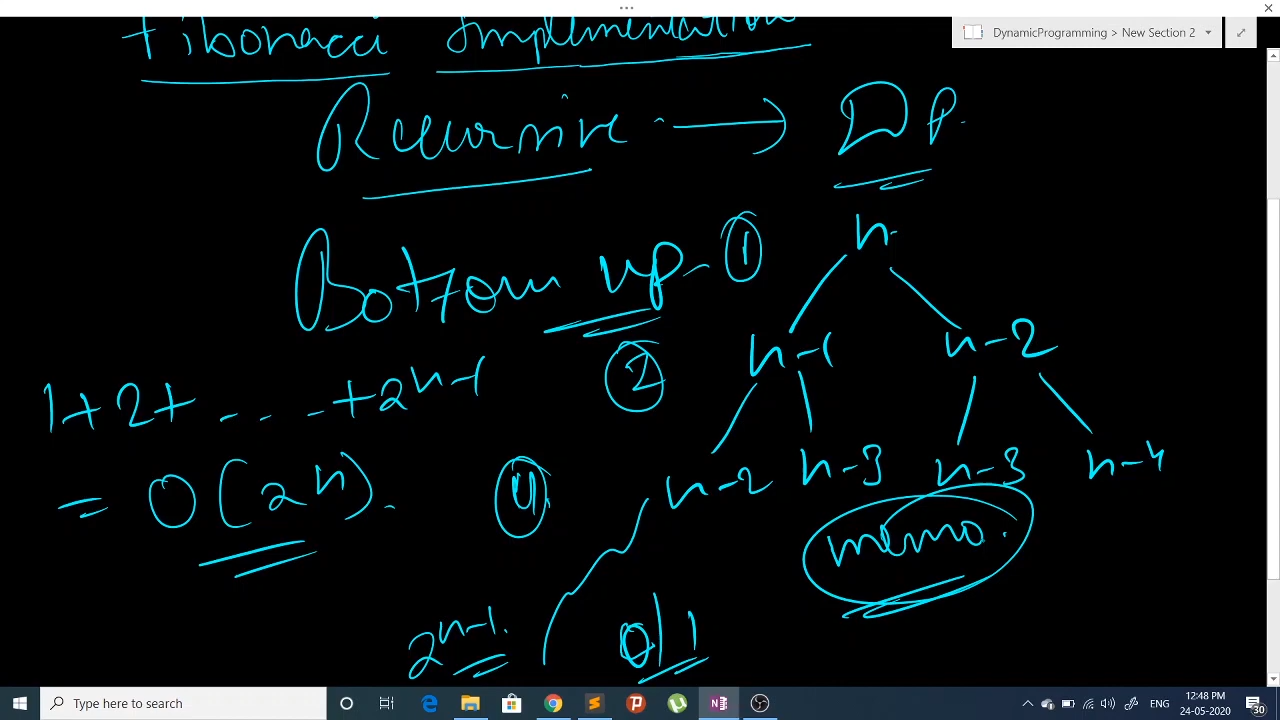 DynamicProgramming > New Section 2
Fibonacci Implementation
Recursive → DP.
Bottom up - ①
n
n-1 n-2
1+2+ . . . . +2^n-1
②
n-2 n-3 n-3 n-4
= O(2^n).
④
memo.
2^n-1.
0/1
Type here to search
ENG
12:48 PM
24-05-2020
30